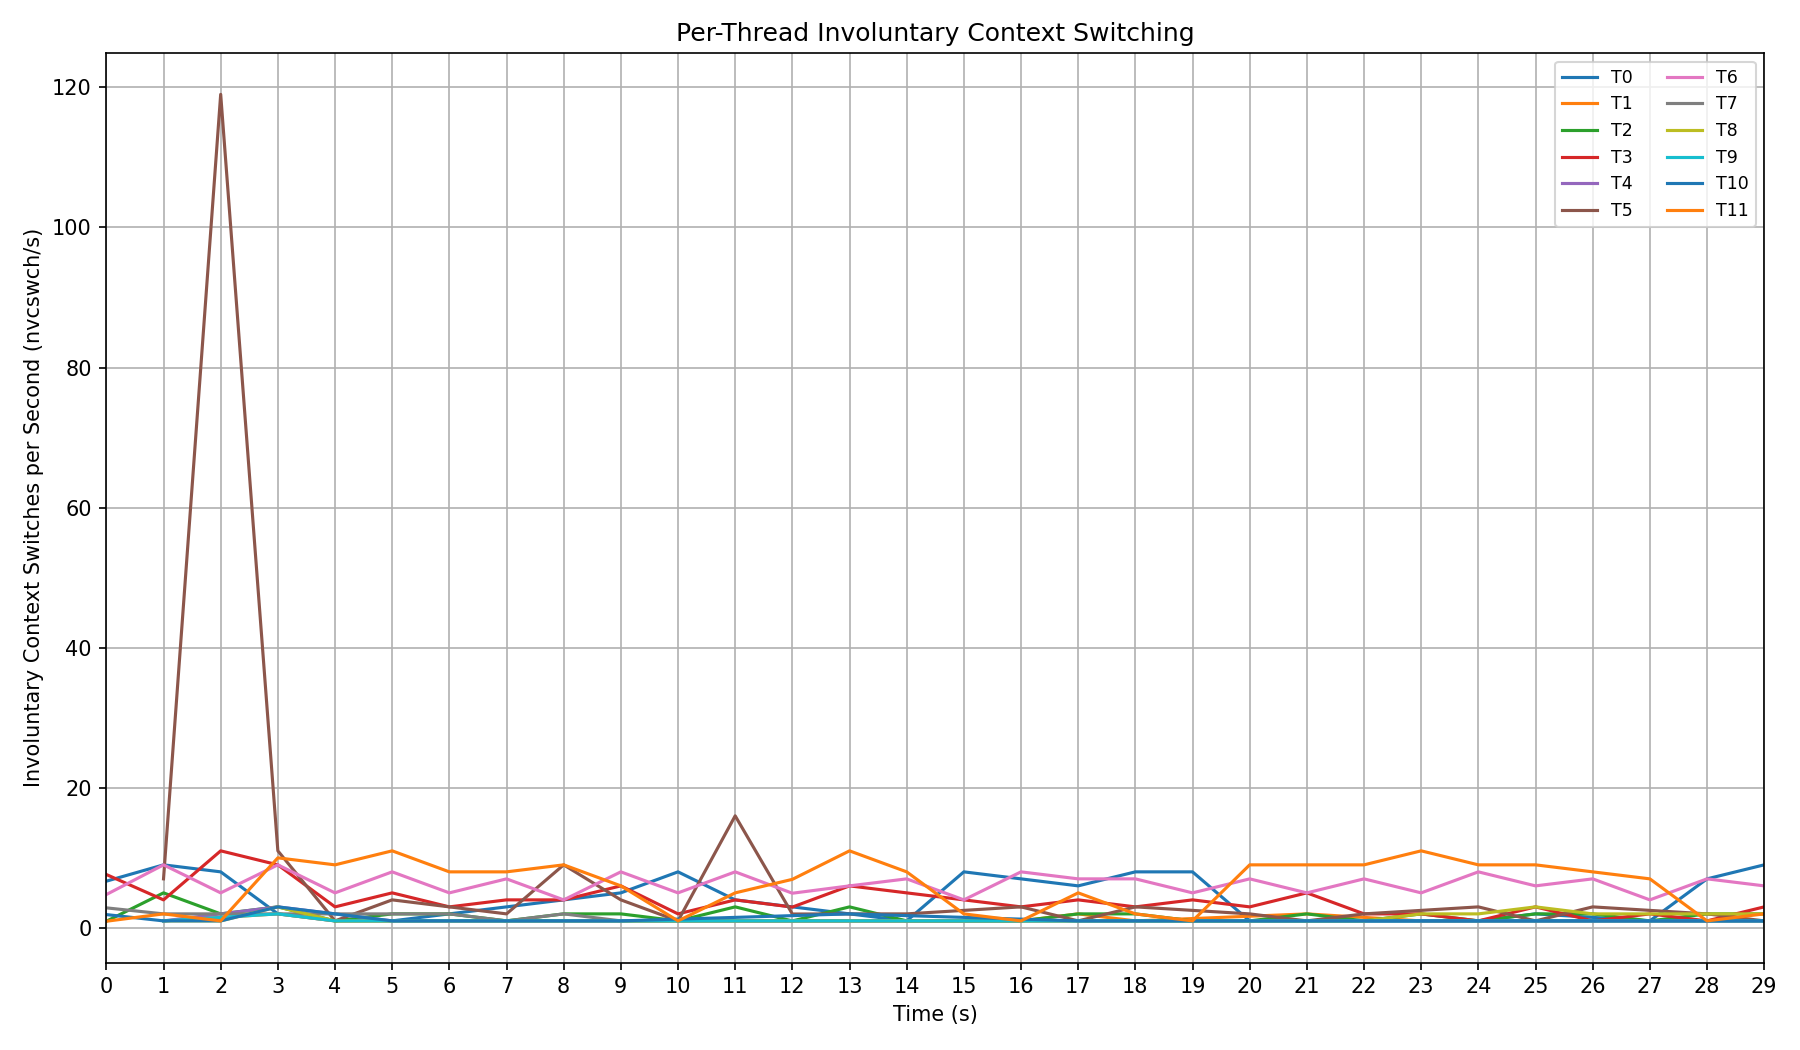 Per-Thread Involuntary Context Switching
Involuntary Context Switches per Second (nvcswch/s)
120
100
80
60
40
20
0
T0
T1
T2
T3
T4
T5
T6
T7
T8
T9
T10
T11
0 1 2 3 4 5 6 7 8 9 10 11 12 13 14 15 16 17 18 19 20 21 22 23 24 25 26 27 28 29
Time (s)